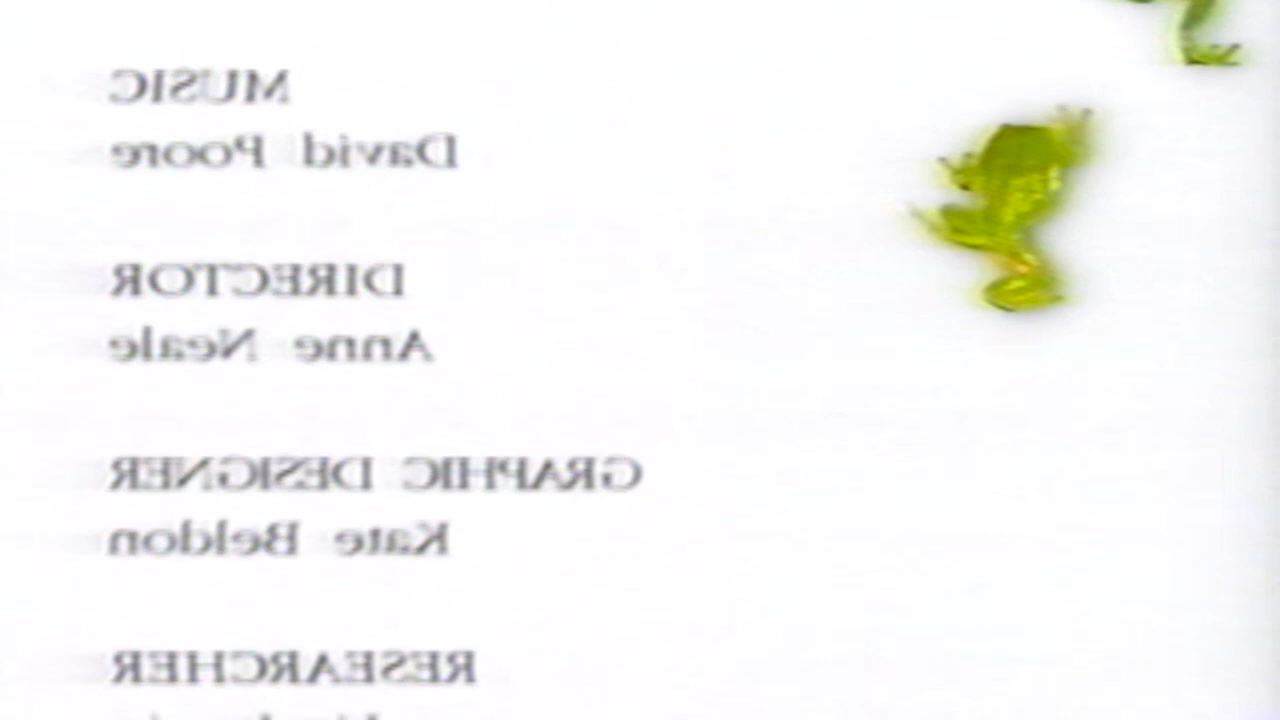 MUSIC
David Poore
DIRECTOR
Anne Neale
GRAPHIC DESIGNER
Kate Beldon
RESEARCHER